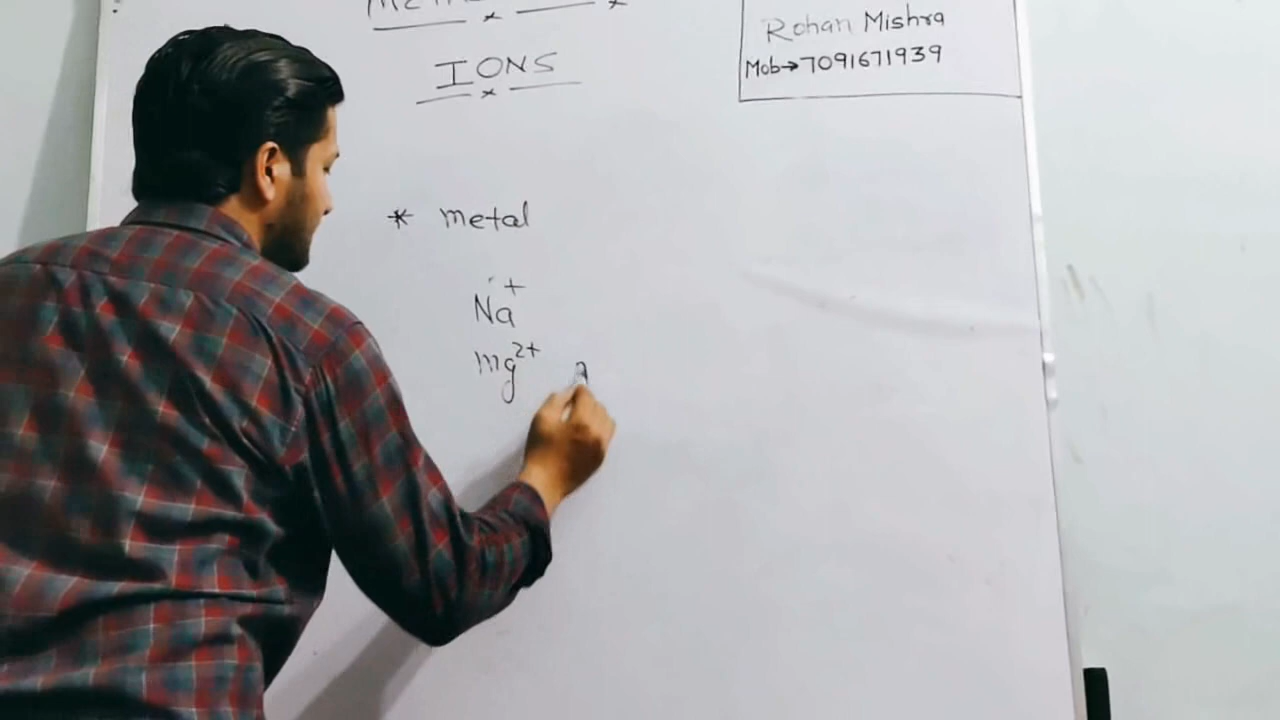 Rohan Mishra
Mob→7091671939
IONS
* metal
Na⁺
mg²⁺